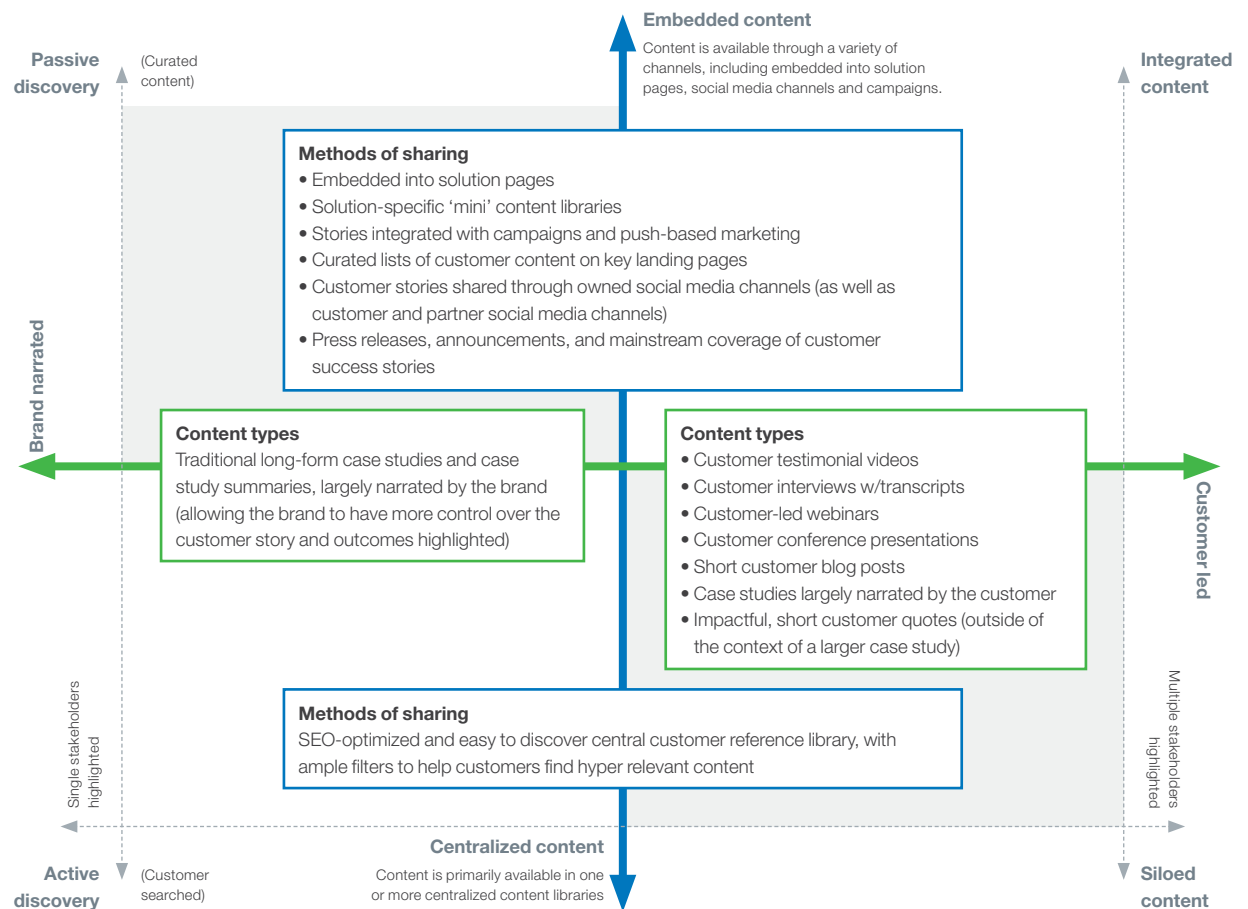 Embedded content
Content is available through a variety of
channels, including embedded into solution
pages, social media channels and campaigns.
Passive
discovery
(Curated
content)
Integrated
content
Methods of sharing
• Embedded into solution pages
• Solution-specific ‘mini’ content libraries
• Stories integrated with campaigns and push-based marketing
• Curated lists of customer content on key landing pages
• Customer stories shared through owned social media channels (as well as
customer and partner social media channels)
• Press releases, announcements, and mainstream coverage of customer
success stories
Brand narrated
Content types
Traditional long-form case studies and case
study summaries, largely narrated by the brand
(allowing the brand to have more control over the
customer story and outcomes highlighted)
Content types
• Customer testimonial videos
• Customer interviews w/transcripts
• Customer-led webinars
• Customer conference presentations
• Short customer blog posts
• Case studies largely narrated by the customer
• Impactful, short customer quotes (outside of
the context of a larger case study)
Customer led
Single stakeholders
highlighted
Multiple stakeholders
highlighted
Methods of sharing
SEO-optimized and easy to discover central customer reference library, with
ample filters to help customers find hyper relevant content
Centralized content
Content is primarily available in one
or more centralized content libraries
Active
discovery
(Customer
searched)
Siloed
content